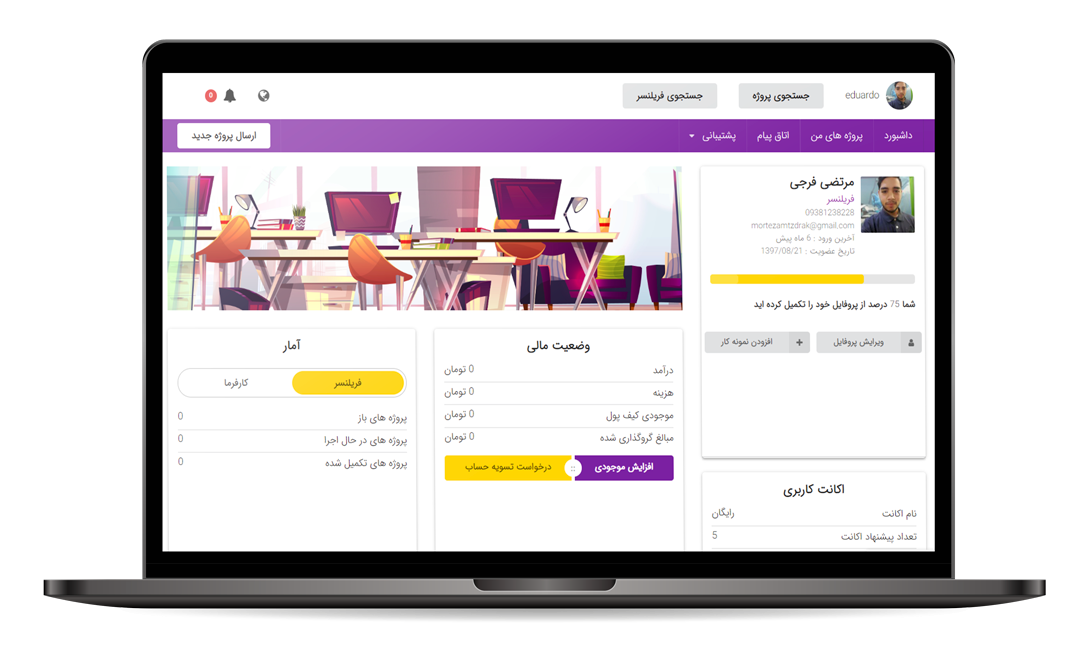 eduardo
جستجوی پروژه
جستجوی فریلنسر
0
داشبورد
پروژه های من
اتاق پیام
پشتیبانی
ارسال پروژه جدید
مرتضی فرجی
فریلنسر
09381238228
mortezamtzdrak@gmail.com
آخرین ورود : 6 ماه پیش
تاریخ عضویت : 1397/08/21
شما 75 درصد از پروفایل خود را تکمیل کرده اید
ویرایش پروفایل
افزودن نمونه کار
اکانت کاربری
نام اکانت رایگان
تعداد پیشنهاد اکانت 5
وضعیت مالی
درآمد 0 تومان
هزینه 0 تومان
موجودی کیف پول 0 تومان
مبالغ گروگذاری شده 0 تومان
افزایش موجودی
درخواست تسویه حساب
آمار
فریلنسر
کارفرما
پروژه های باز 0
پروژه های در حال اجرا 0
پروژه های تکمیل شده 0